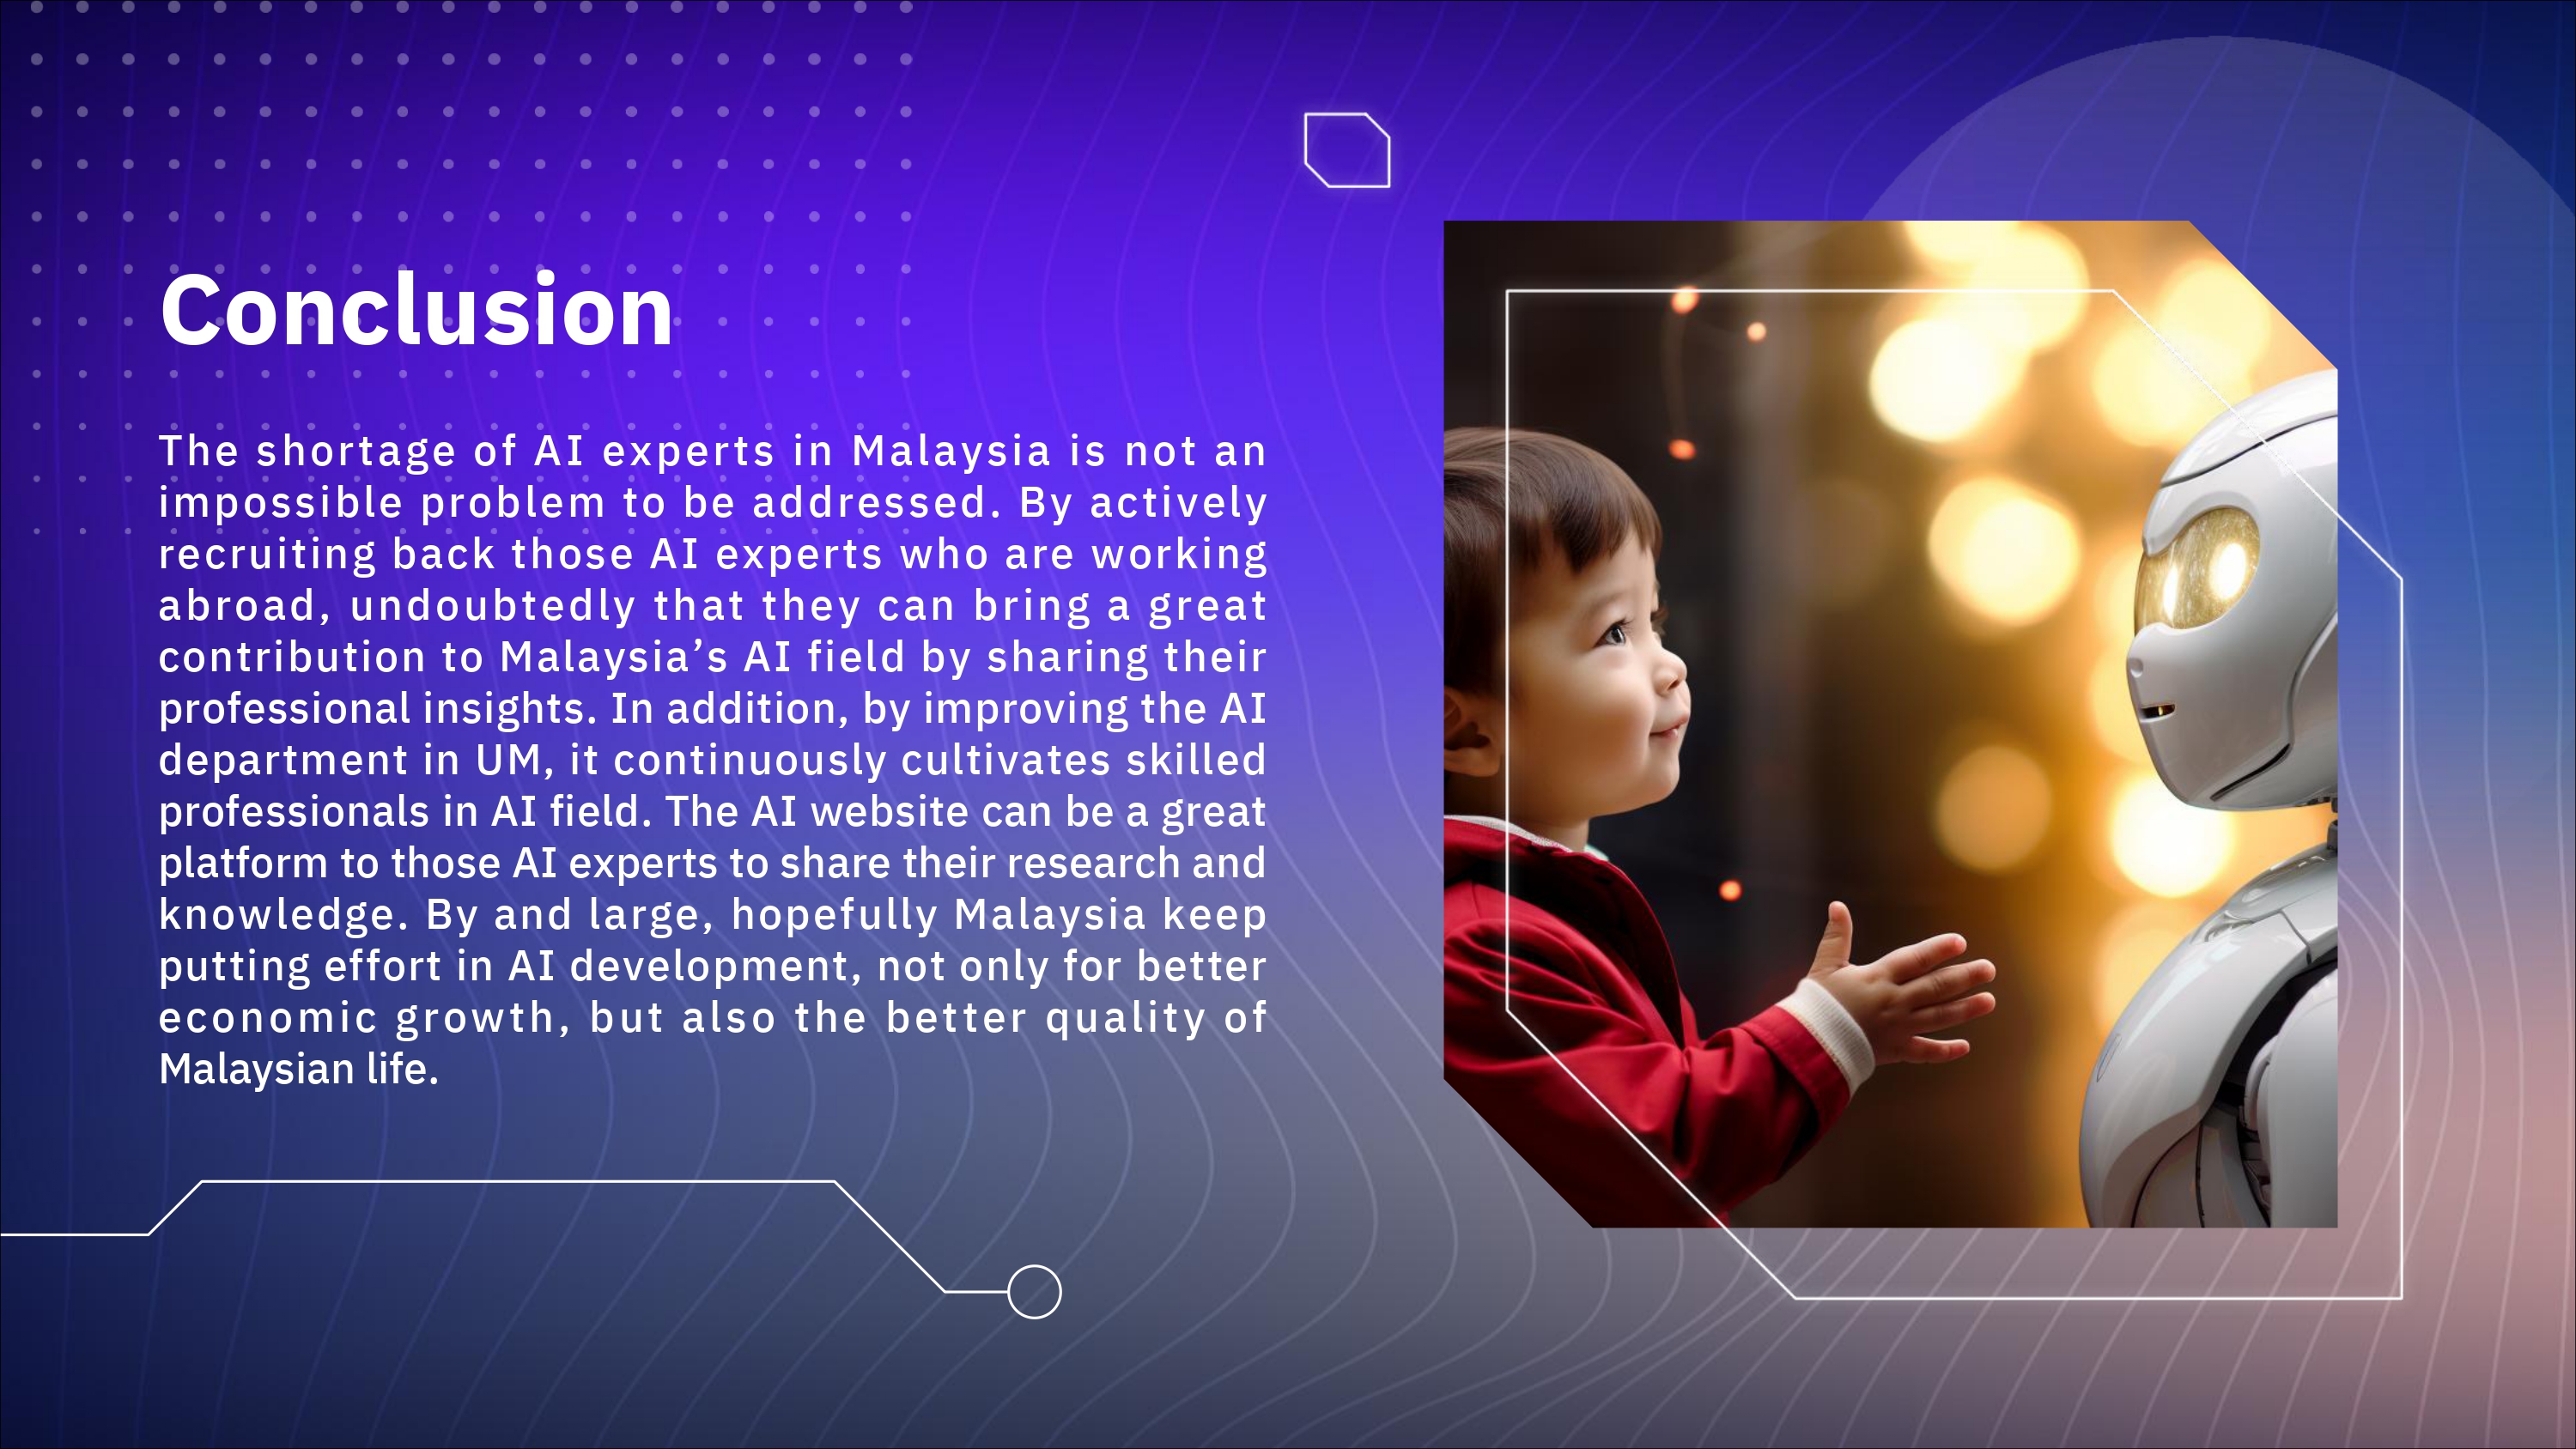 Conclusion
The shortage of AI experts in Malaysia is not an
impossible problem to be addressed. By actively
recruiting back those AI experts who are working
abroad, undoubtedly that they can bring a great
contribution to Malaysia’s AI field by sharing their
professional insights. In addition, by improving the AI
department in UM, it continuously cultivates skilled
professionals in AI field. The AI website can be a great
platform to those AI experts to share their research and
knowledge. By and large, hopefully Malaysia keep
putting effort in AI development, not only for better
economic growth, but also the better quality of
Malaysian life.